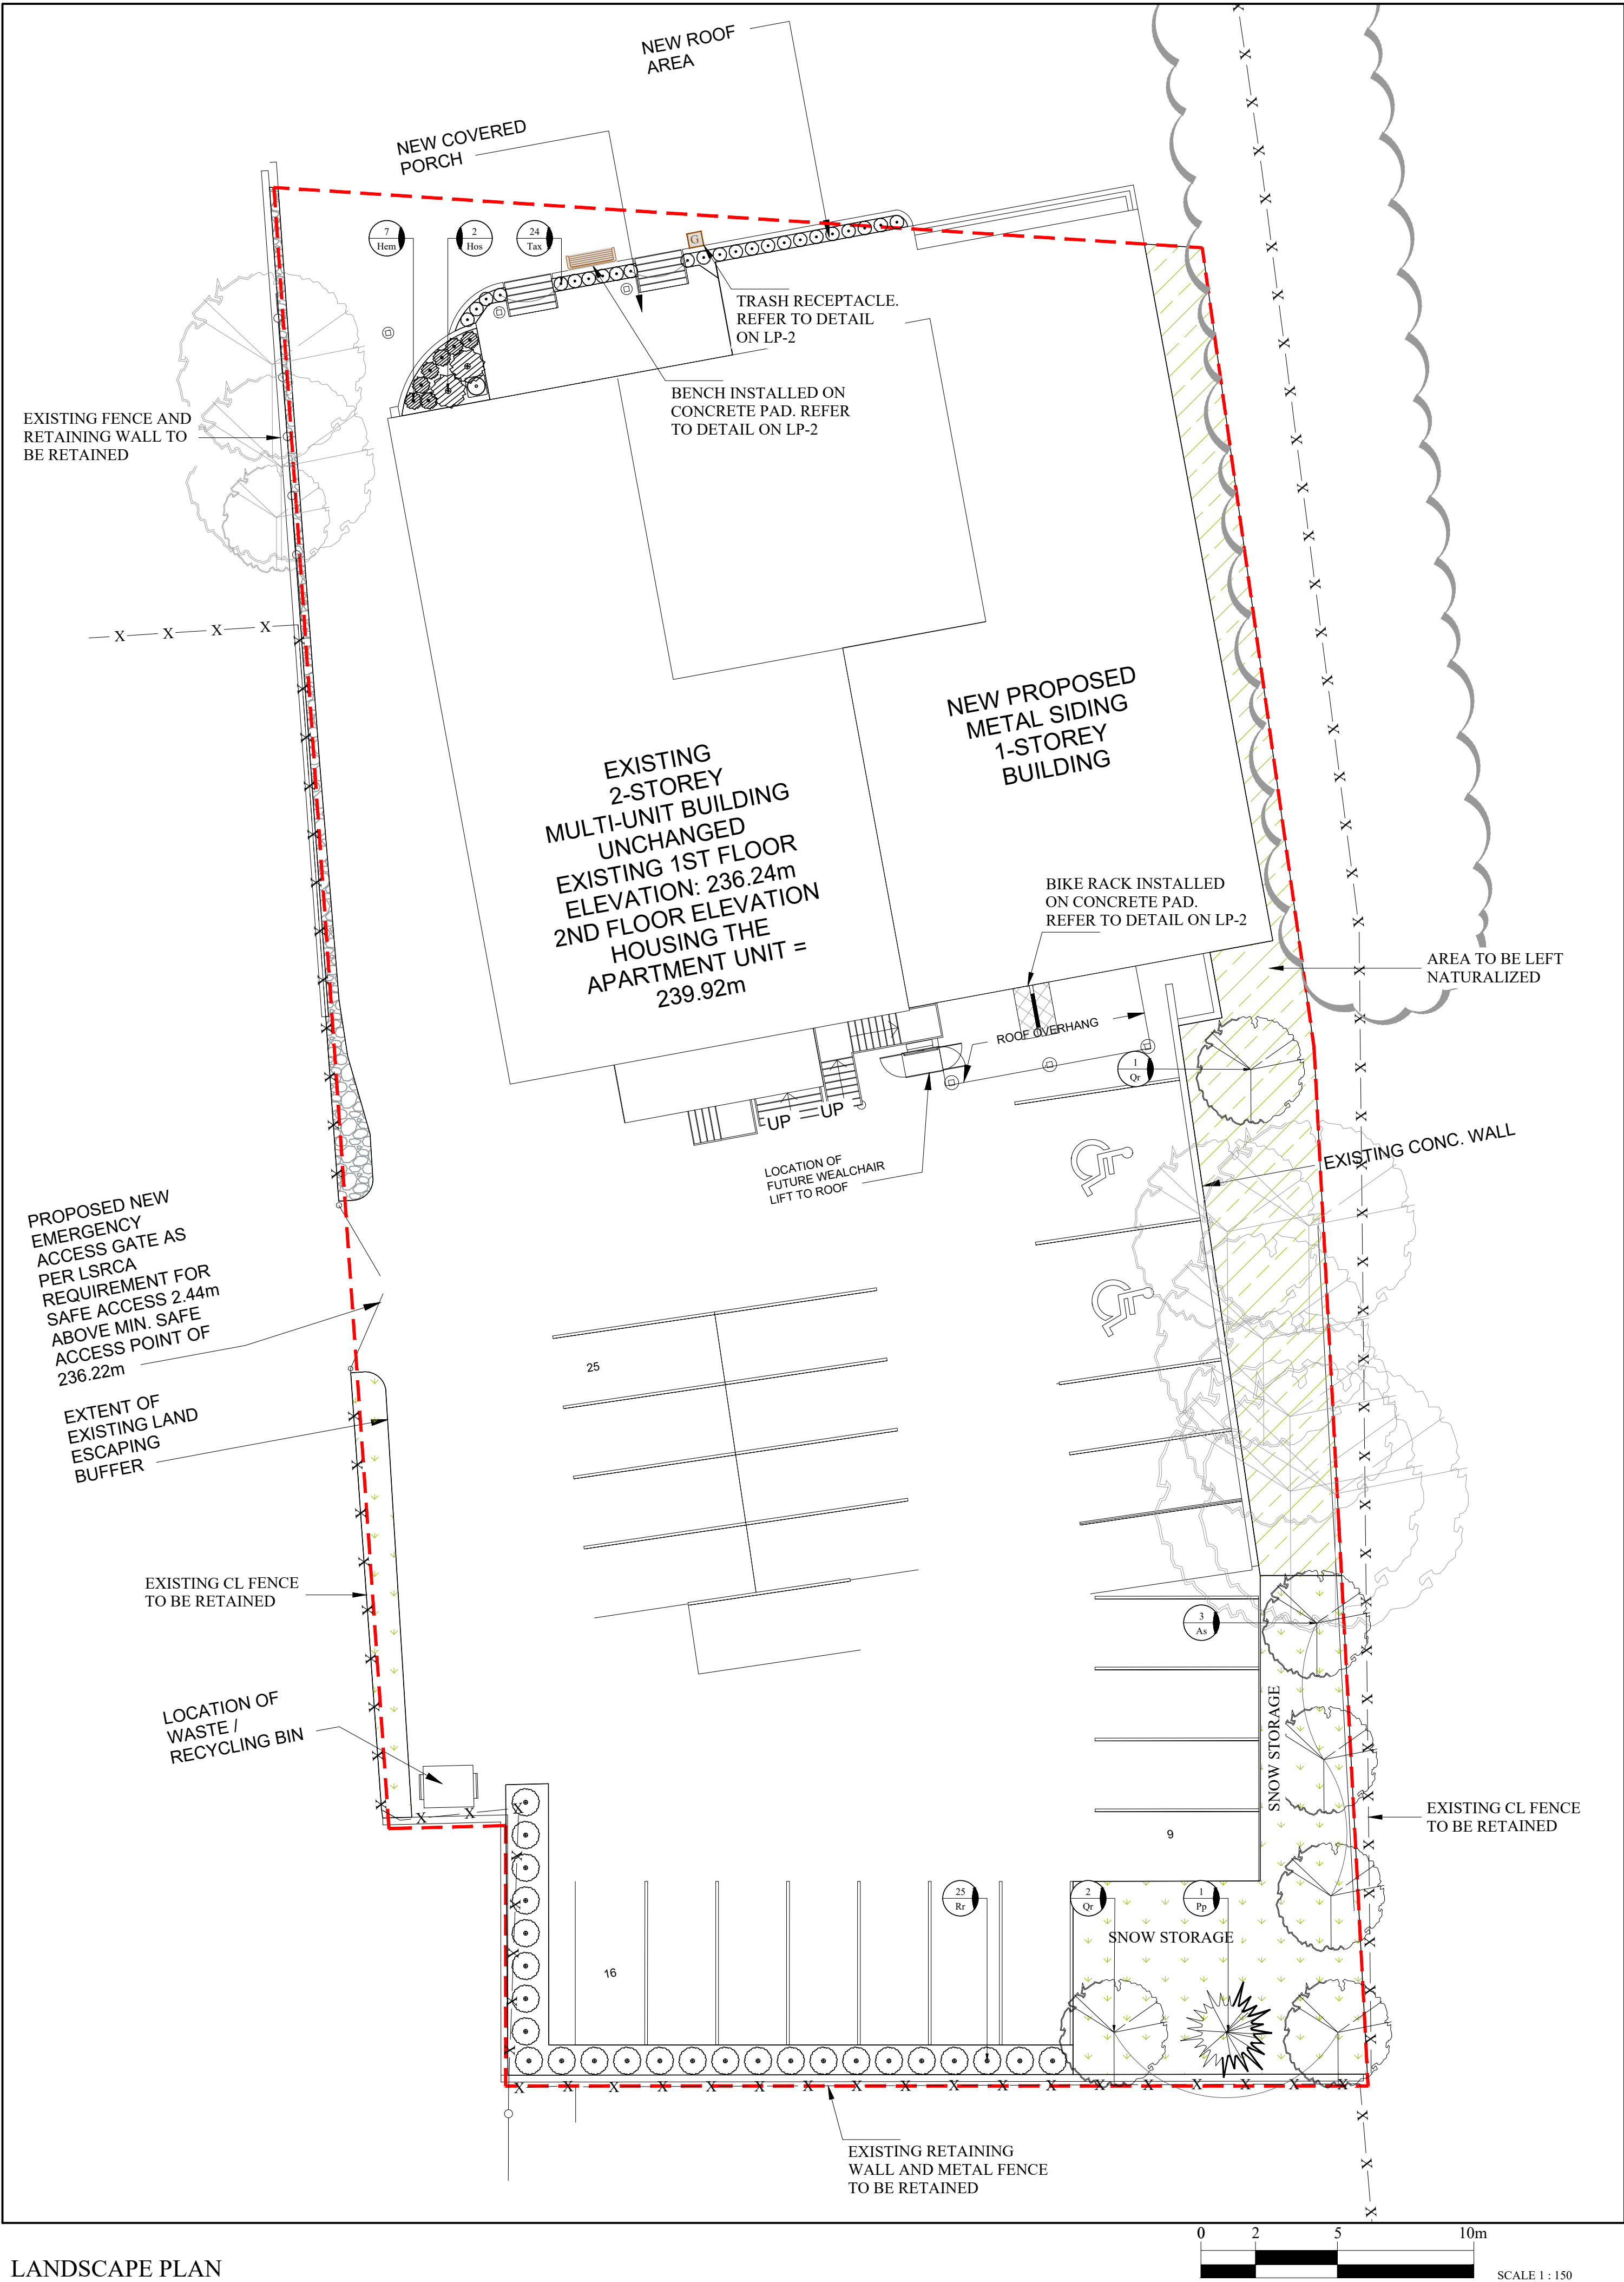 NEW ROOF
AREA
NEW COVERED
PORCH
7
Hem
2
Hos
24
Tax
G
TRASH RECEPTACLE.
REFER TO DETAIL
ON LP-2
BENCH INSTALLED ON
CONCRETE PAD. REFER
TO DETAIL ON LP-2
EXISTING FENCE AND
RETAINING WALL TO
BE RETAINED
NEW PROPOSED
METAL SIDING
1-STOREY
BUILDING
EXISTING
2-STOREY
MULTI-UNIT BUILDING
UNCHANGED
EXISTING 1ST FLOOR
ELEVATION: 236.24m
2ND FLOOR ELEVATION
HOUSING THE
APARTMENT UNIT =
239.92m
BIKE RACK INSTALLED
ON CONCRETE PAD.
REFER TO DETAIL ON LP-2
AREA TO BE LEFT
NATURALIZED
ROOF OVERHANG
1
Qr
UP
UP
EXISTING CONC. WALL
LOCATION OF
FUTURE WEALCHAIR
LIFT TO ROOF
PROPOSED NEW
EMERGENCY
ACCESS GATE AS
PER LSRCA
REQUIREMENT FOR
SAFE ACCESS 2.44m
ABOVE MIN. SAFE
ACCESS POINT OF
236.22m
25
EXTENT OF
EXISTING LAND
ESCAPING
BUFFER
EXISTING CL FENCE
TO BE RETAINED
3
As
LOCATION OF
WASTE /
RECYCLING BIN
SNOW STORAGE
EXISTING CL FENCE
TO BE RETAINED
9
25
Rr
2
Qr
1
Pp
SNOW STORAGE
16
EXISTING RETAINING
WALL AND METAL FENCE
TO BE RETAINED
0 2 5 10m
LANDSCAPE PLAN
SCALE 1 : 150